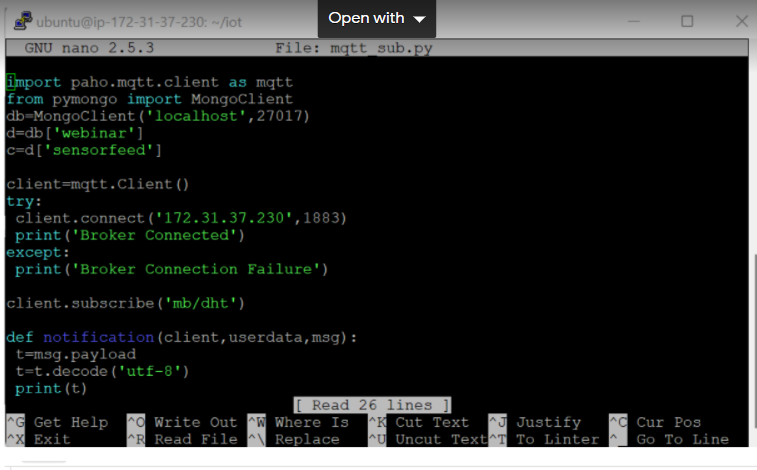 Open with
ubuntu@ip-172-31-37-230: ~/iot
GNU nano 2.5.3 File: mqtt_sub.py
import paho.mqtt.client as mqtt
from pymongo import MongoClient
db=MongoClient('localhost',27017)
d=db['webinar']
c=d['sensorfeed']
client=mqtt.Client()
try:
client.connect('172.31.37.230',1883)
print('Broker Connected')
except:
print('Broker Connection Failure')
client.subscribe('mb/dht')
def notification(client,userdata,msg):
t=msg.payload
t=t.decode('utf-8')
print(t)
[ Read 26 lines ]
^G Get Help ^O Write Out ^W Where Is ^K Cut Text ^J Justify ^C Cur Pos
^X Exit ^R Read File ^\ Replace ^U Uncut Text ^T To Linter ^_ Go To Line